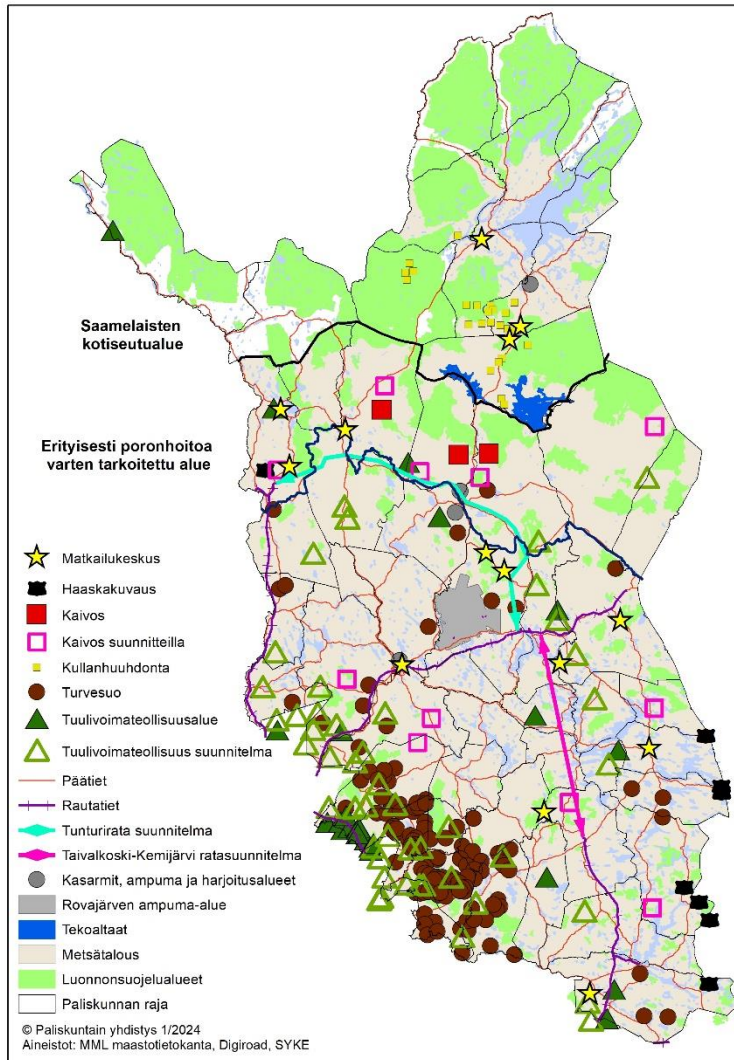 Saamelaisten
kotiseutualue
Erityisesti poronhoitoa
varten tarkoitettu alue
Matkailukeskus
Haaskakuvaus
Kaivos
Kaivos suunnitteilla
Kullanhuuhdonta
Turvesuo
Tuulivoimateollisuusalue
Tuulivoimateollisuus suunnitelma
Päätiet
Rautatiet
Tunturirata suunnitelma
Taivalkoski-Kemijärvi ratasuunnitelma
Kasarmit, ampuma ja harjoitusalueet
Rovajärven ampuma-alue
Tekoaltaat
Metsätalous
Luonnonsuojelualueet
Paliskunnan raja
© Paliskuntain yhdistys 1/2024
Aineistot: MML maastotietokanta, Digiroad, SYKE